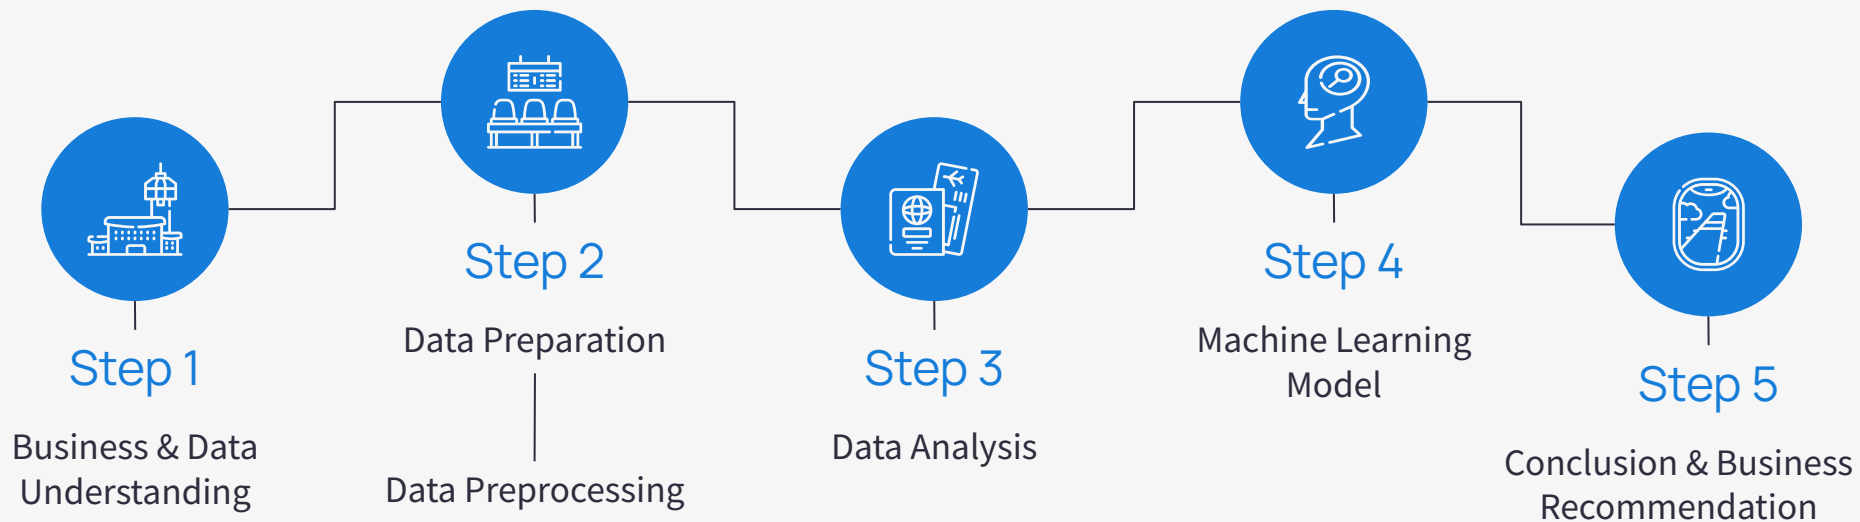 Step 1
Business & Data
Understanding
Step 2
Data Preparation
Data Preprocessing
Step 3
Data Analysis
Step 4
Machine Learning
Model
Step 5
Conclusion & Business
Recommendation